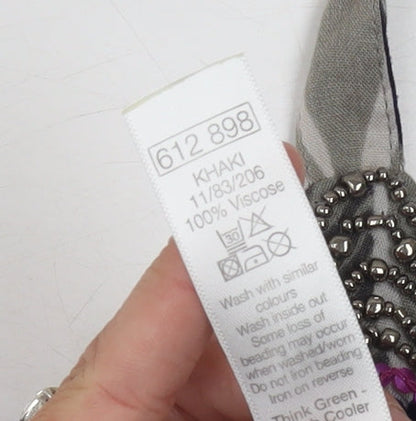 612 898
KHAKI
11/83/206
100% Viscose
30
Wash with similar
colours
Wash inside out
Some loss of
beading may occur
when washed/worn
Do not iron beading
Iron on reverse
Think Green -
Cooler